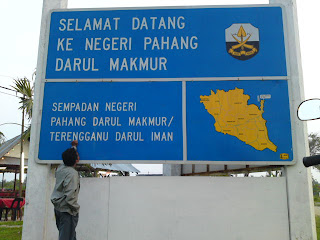 SELAMAT DATANG
KE NEGERI PAHANG
DARUL MAKMUR
SEMPADAN NEGERI
PAHANG DARUL MAKMUR/
TERENGGANU DARUL IMAN